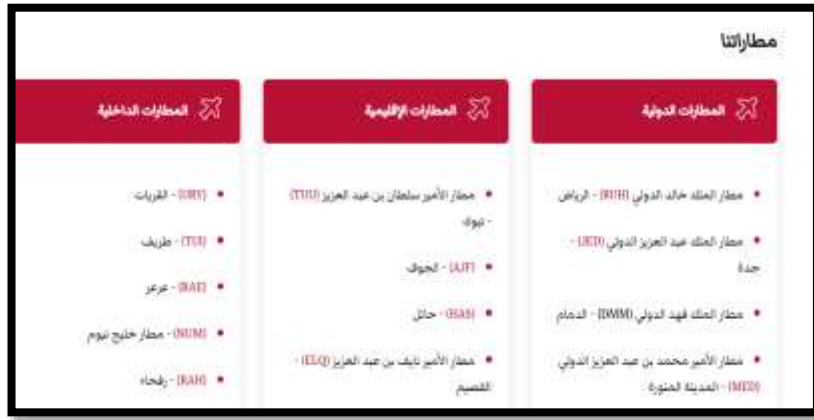 مطاراتنا
المطارات الدولية
مطار الملك خالد الدولي (RUH) - الرياض
مطار الملك عبد العزيز الدولي (JED) -
جدة
مطار الملك فهد الدولي (DMM) - الدمام
مطار الأمير محمد بن عبد العزيز الدولي
(MED) - المدينة المنورة
المطارات الإقليمية
مطار الأمير سلطان بن عبد العزيز (TUU)
- تبوك
(AJF) - الجوف
(HAS) - حائل
مطار الأمير نايف بن عبد العزيز (ELQ) -
القصيم
المطارات الداخلية
(URY) - القريات
(TUI) - طريف
(RAE) - عرعر
(NUM) - مطار خليج نيوم
(RAH) - رفحاء